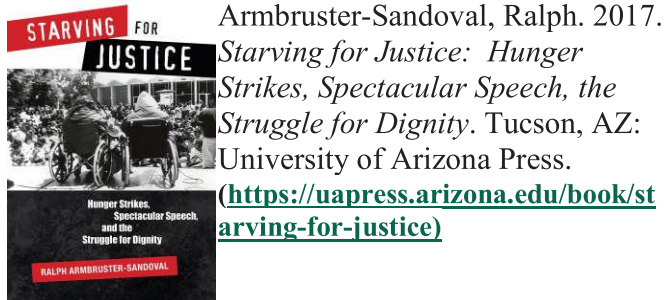 STARVING FOR
JUSTICE
Hunger Strikes,
Spectacular Speech,
and the
Struggle for Dignity
RALPH ARMBRUSTER-SANDOVAL
Armbruster-Sandoval, Ralph. 2017.
Starving for Justice: Hunger
Strikes, Spectacular Speech, the
Struggle for Dignity. Tucson, AZ:
University of Arizona Press.
(https://uapress.arizona.edu/book/st
arving-for-justice)